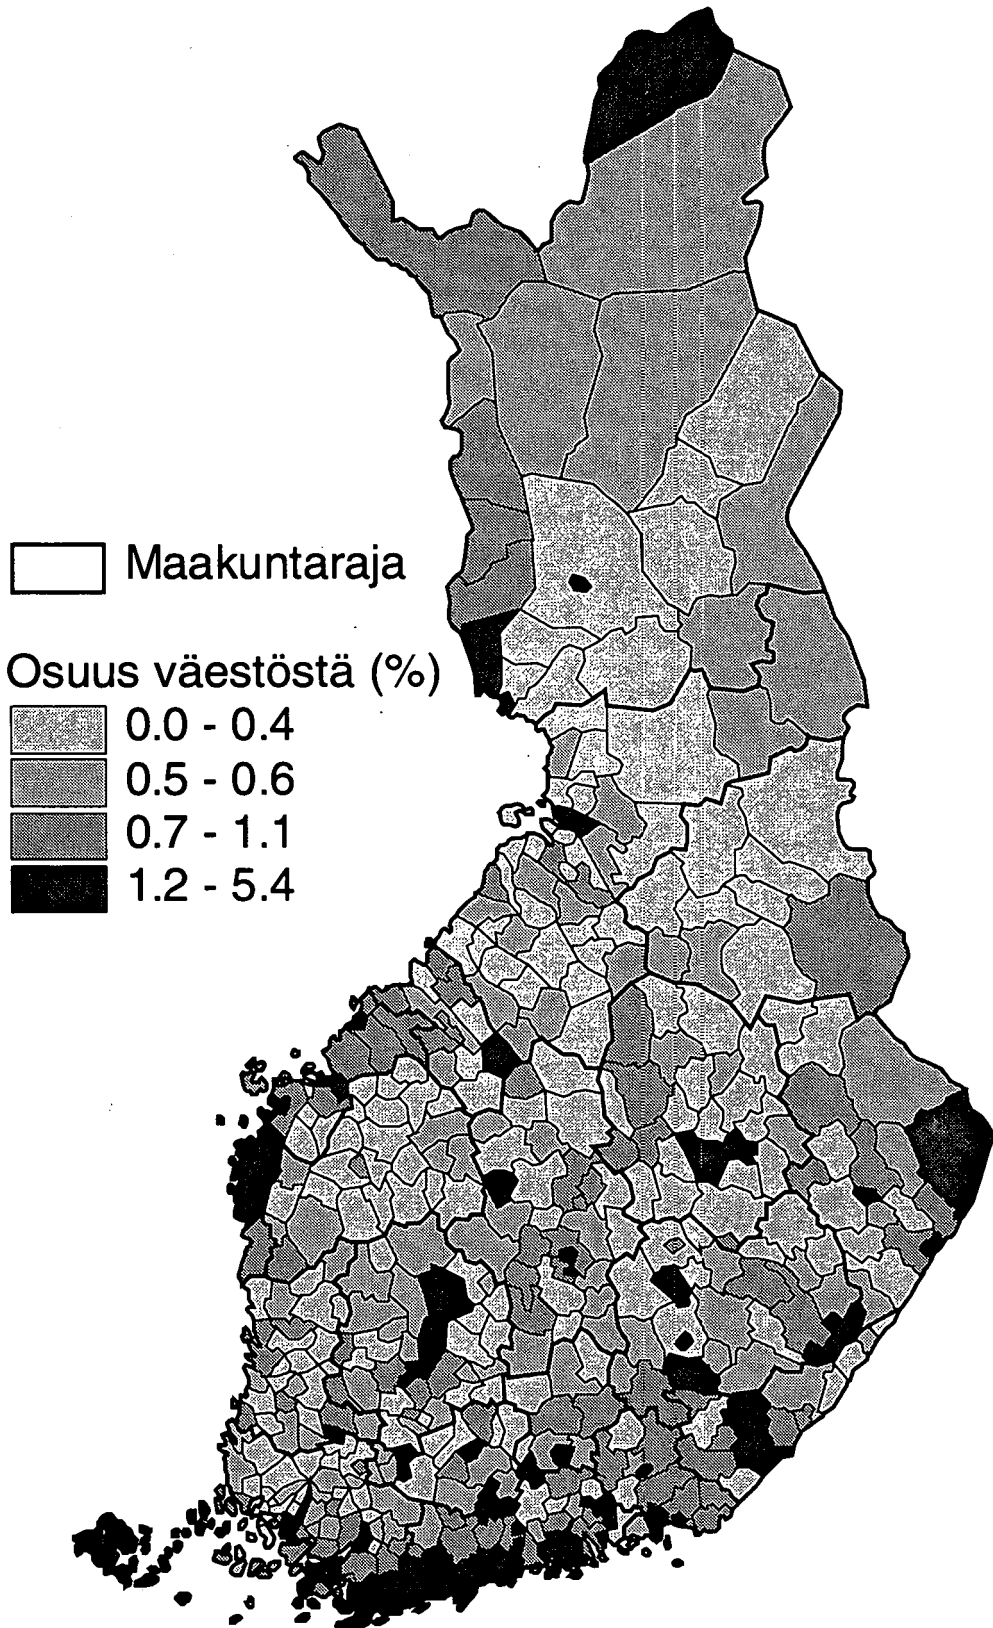 Maakuntaraja
Osuus väestöstä (%)
0.0 - 0.4
0.5 - 0.6
0.7 - 1.1
1.2 - 5.4